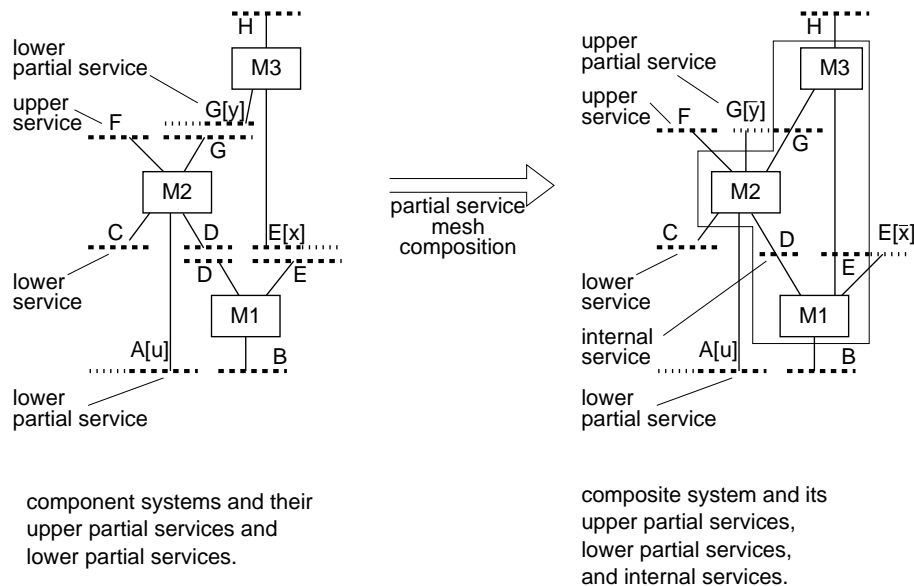 H
lower
partial service
M3
G[y]
upper
service
F
G
M2
C
D
E[x]
lower
service
D
E
M1
A[u]
B
lower
partial service
component systems and their
upper partial services and
lower partial services.
partial service
mesh
composition
H
upper
partial service
M3
upper
service
G[y̅]
F
G
M2
C
D
E[x̅]
E
lower
service
M1
internal
service
A[u]
B
lower
partial service
composite system and its
upper partial services,
lower partial services,
and internal services.